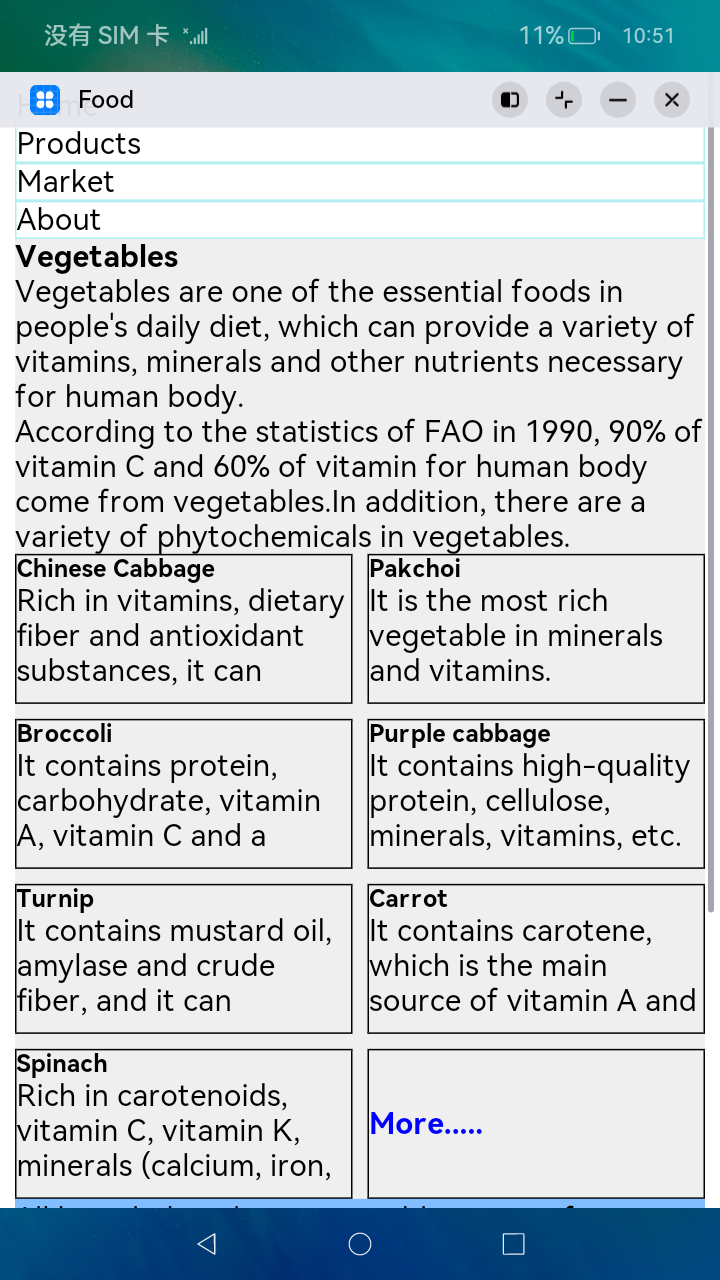 没有 SIM 卡
11%
10:51
Food
Products
Market
About
Vegetables
Vegetables are one of the essential foods in
people's daily diet, which can provide a variety of
vitamins, minerals and other nutrients necessary
for human body.
According to the statistics of FAO in 1990, 90% of
vitamin C and 60% of vitamin for human body
come from vegetables.In addition, there are a
variety of phytochemicals in vegetables.
Chinese Cabbage
Rich in vitamins, dietary
fiber and antioxidant
substances, it can
Pakchoi
It is the most rich
vegetable in minerals
and vitamins.
Broccoli
It contains protein,
carbohydrate, vitamin
A, vitamin C and a
Purple cabbage
It contains high-quality
protein, cellulose,
minerals, vitamins, etc.
Turnip
It contains mustard oil,
amylase and crude
fiber, and it can
Carrot
It contains carotene,
which is the main
source of vitamin A and
Spinach
Rich in carotenoids,
vitamin C, vitamin K,
minerals (calcium, iron,
More.....